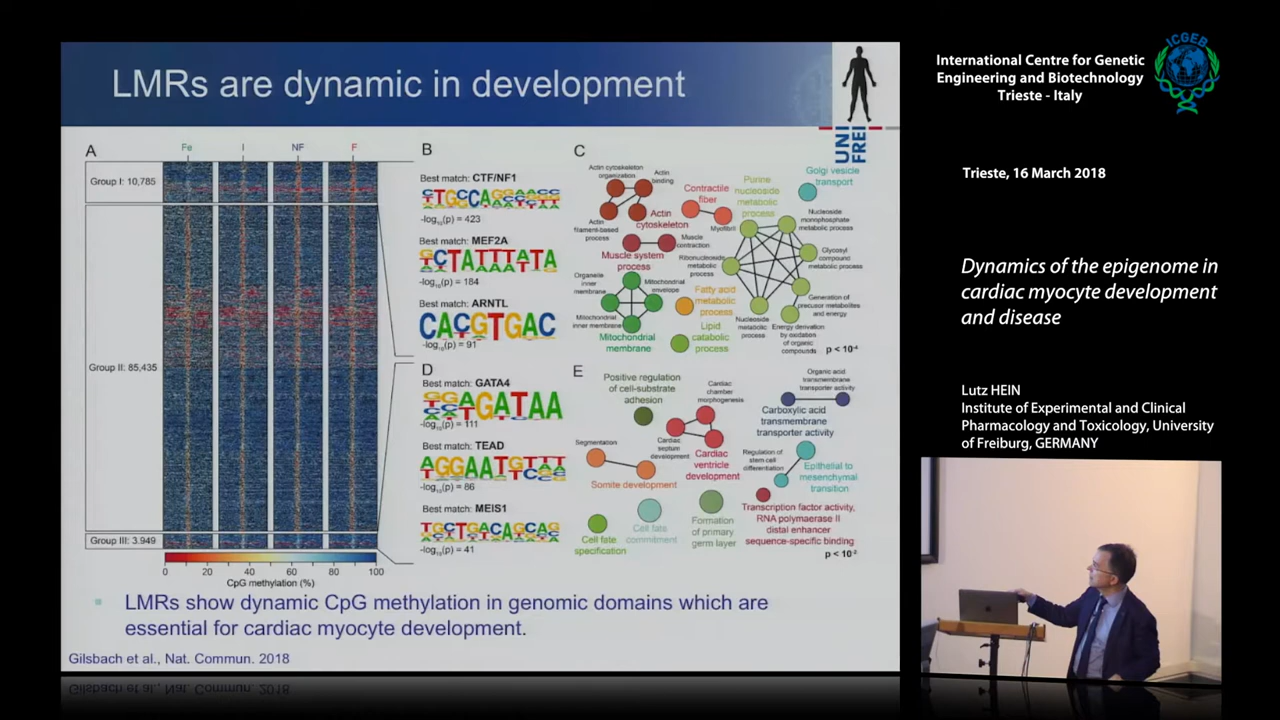 LMRs are dynamic in development
UNI
FREI
A
Fe
I
NF
F
Group I: 10,785
Group II: 85,435
Group III: 3.949
0
20
40
60
80
100
CpG methylation (%)
B
Best match: CTF/NF1
-log10(p) = 423
Best match: MEF2A
-log10(p) = 184
Best match: ARNTL
CACGTGAC
-log10(p) = 91
C
Actin cytoskeleton
organization
Actin
binding
Actin
filament-based
process
Actin
cytoskeleton
Contractile
fiber
Myofibril
Muscle
contraction
Muscle system
process
Purine
nucleoside
metabolic
process
Golgi vesicle
transport
Nucleoside
monophosphate
metabolic process
Glycosyl
compound
metabolic process
Ribonucleoside
metabolic
process
Generation of
precursor metabolites
and energy
Nucleoside
metabolic
process
Energy derivation
by oxidation
of organic
compounds
Organelle
inner
membrane
Mitochondrial
envelope
Mitochondrial
inner membrane
Mitochondrial
membrane
Fatty acid
metabolic
process
Lipid
catabolic
process
D
Best match: GATA4
-log10(p) = 111
Best match: TEAD
-log10(p) = 86
Best match: MEIS1
-log10(p) = 41
E
Positive regulation
of cell-substrate
adhesion
Cardiac
chamber
morphogenesis
Cardiac
septum
development
Cardiac
ventricle
development
Organic acid
transmembrane
transporter activity
Carboxylic acid
transmembrane
transporter activity
Segmentation
Somite development
Regulation of
stem cell
differentiation
Epithelial to
mesenchymal
transition
Cell fate
specification
Cell fate
commitment
Formation
of primary
germ layer
Transcription factor activity,
RNA polymaerase II
distal enhancer
sequence-specific binding
LMRs show dynamic CpG methylation in genomic domains which are
essential for cardiac myocyte development.
Gilsbach et al., Nat. Commun. 2018
ICGEB
International Centre for Genetic
Engineering and Biotechnology
Trieste - Italy
Trieste, 16 March 2018
Dynamics of the epigenome in
cardiac myocyte development
and disease
Lutz HEIN
Institute of Experimental and Clinical
Pharmacology and Toxicology, University
of Freiburg, GERMANY